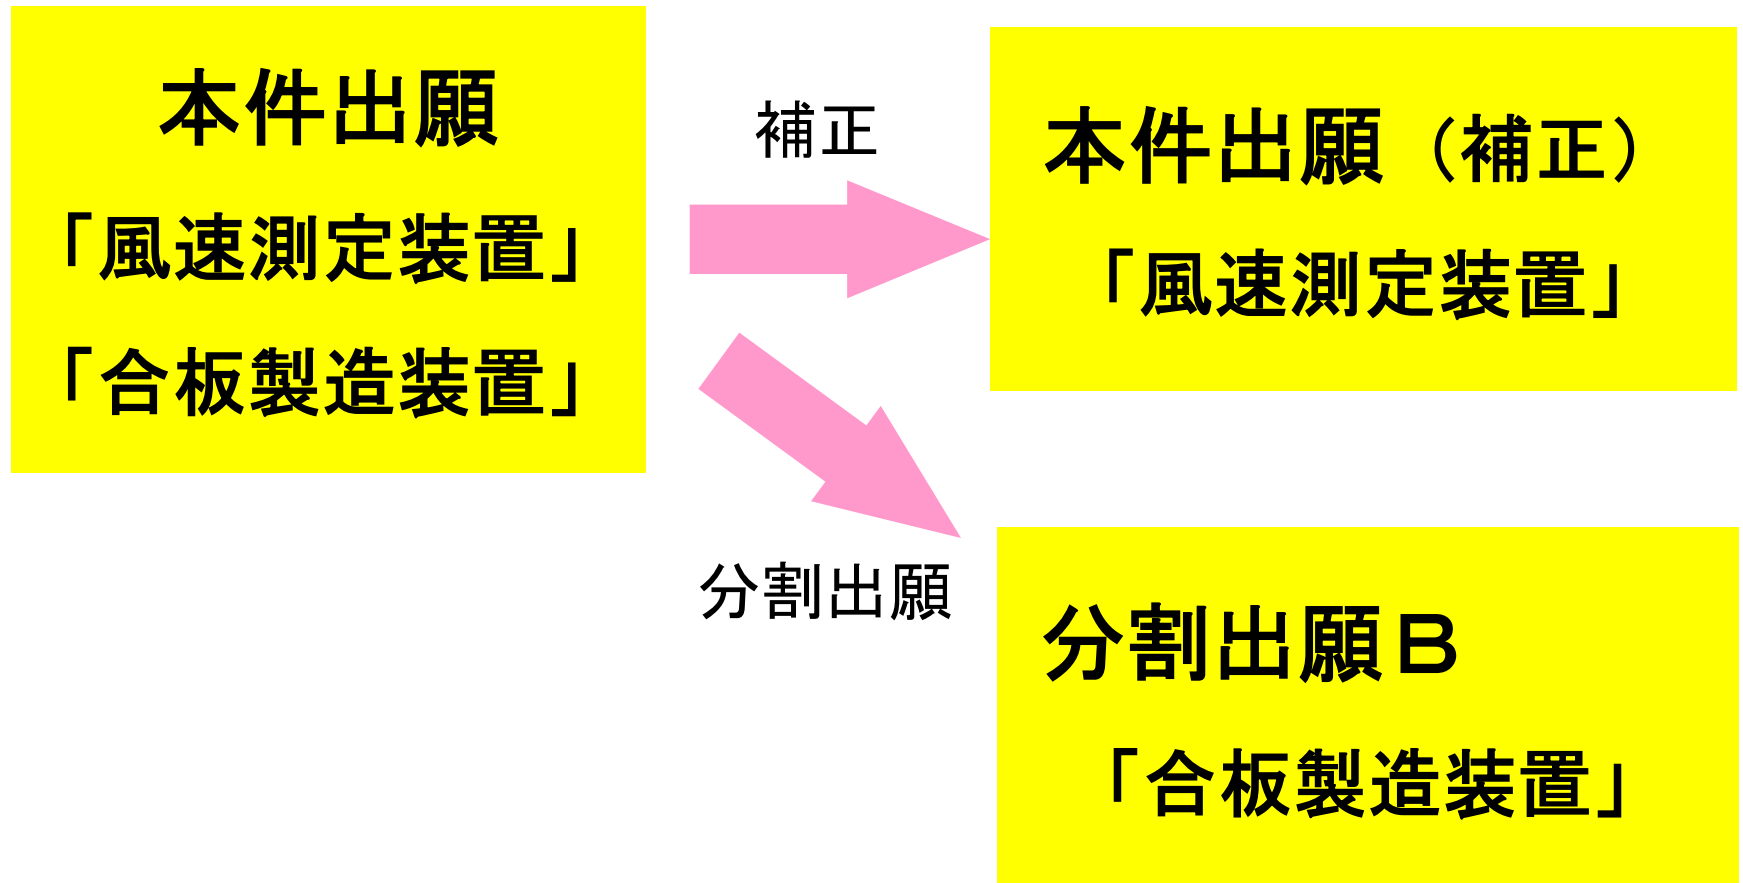 本件出願
「風速測定装置」
「合板製造装置」
補正
本件出願（補正）
「風速測定装置」
分割出願
分割出願Ｂ
「合板製造装置」